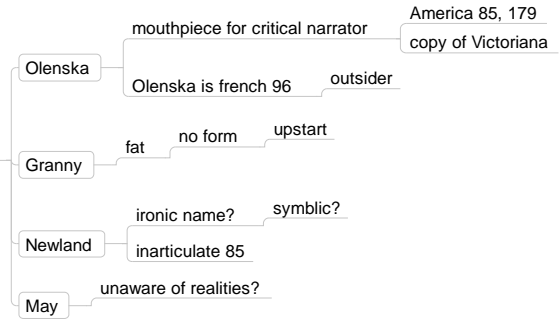 Olenska
mouthpiece for critical narrator
America 85, 179
copy of Victoriana
Olenska is french 96
outsider
Granny
fat
no form
upstart
Newland
ironic name?
symblic?
inarticulate 85
May
unaware of realities?